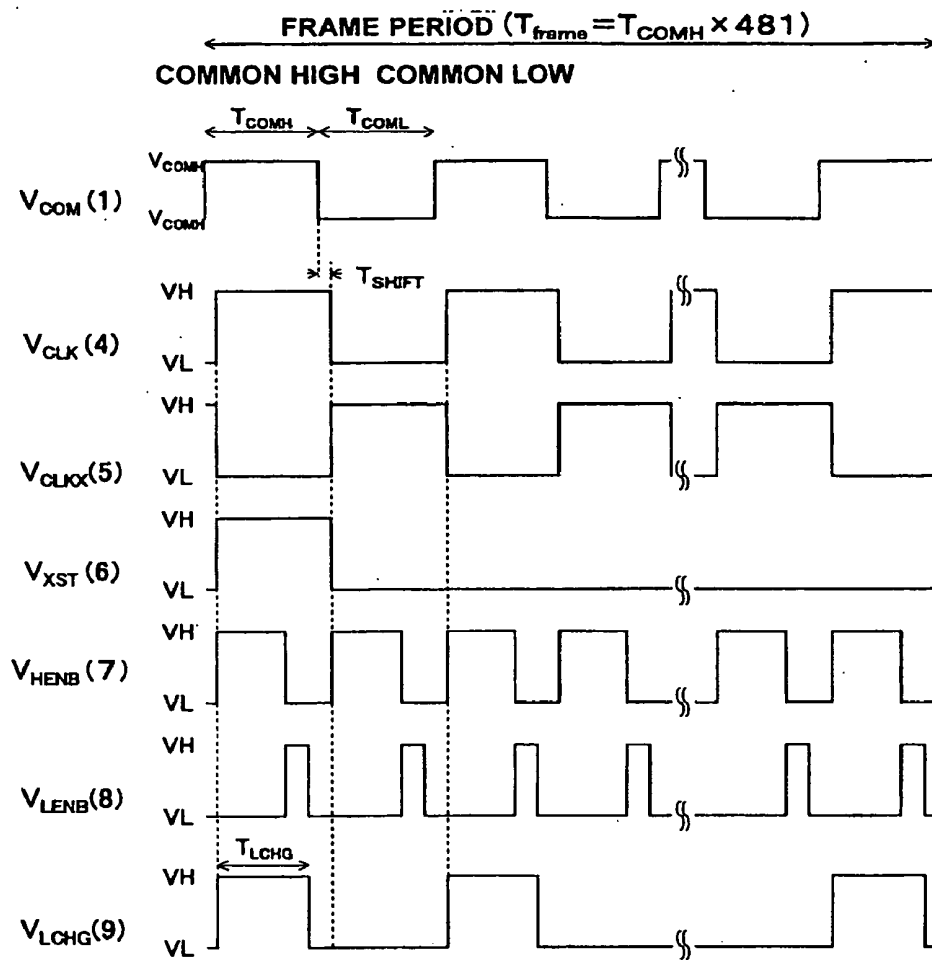 FRAME PERIOD (Tframe=TCOMH×481)
COMMON HIGH COMMON LOW
TCOMH TCOML
VCOM(1)
VCOMH
VCOMH
TSHIFT
VCLK(4)
VH
VL
VCLKX(5)
VH
VL
VXST(6)
VH
VL
VHENB(7)
VH
VL
VLENB(8)
VH
VL
TLCHG
VLCHG(9)
VH
VL